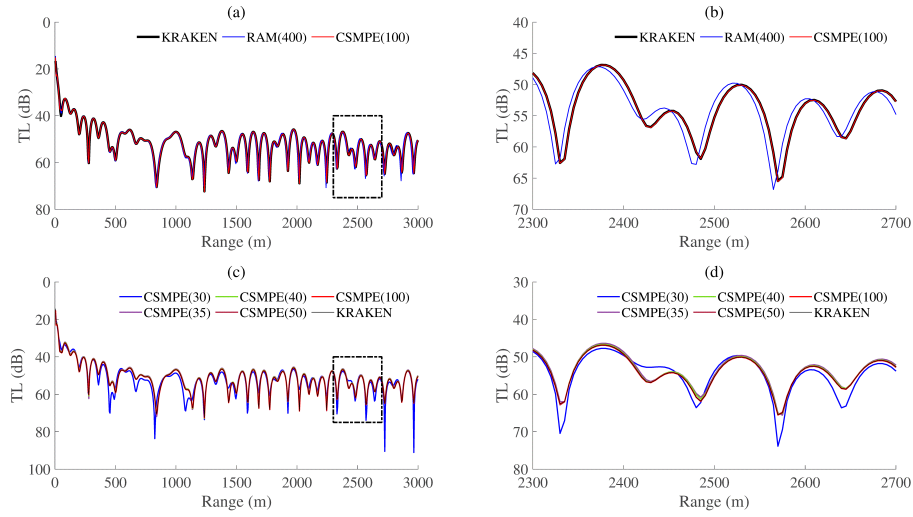 (a)
KRAKEN RAM(400) CSMPE(100)
TL (dB)
0
20
40
60
80
0 500 1000 1500 2000 2500 3000
Range (m)
(b)
KRAKEN RAM(400) CSMPE(100)
TL (dB)
40
45
50
55
60
65
70
2300 2400 2500 2600 2700
Range (m)
(c)
CSMPE(30) CSMPE(40) CSMPE(100)
CSMPE(35) CSMPE(50) KRAKEN
TL (dB)
0
20
40
60
80
100
0 500 1000 1500 2000 2500 3000
Range (m)
(d)
CSMPE(30) CSMPE(40) CSMPE(100)
CSMPE(35) CSMPE(50) KRAKEN
TL (dB)
30
40
50
60
70
80
2300 2400 2500 2600 2700
Range (m)